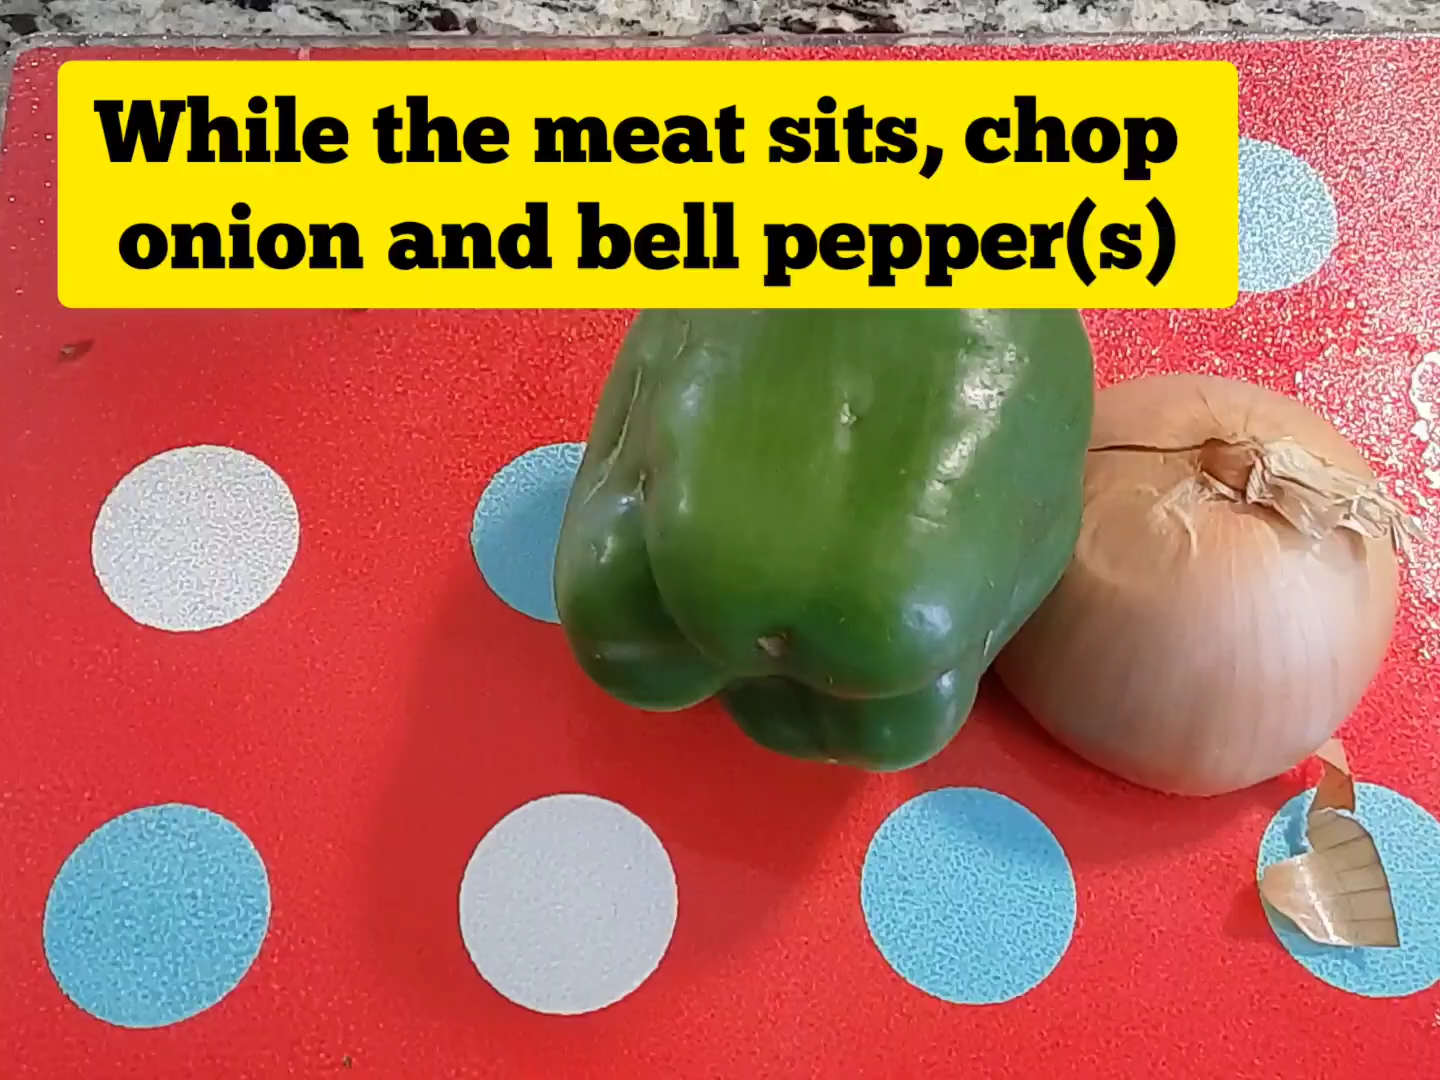 While the meat sits, chop
onion and bell pepper(s)